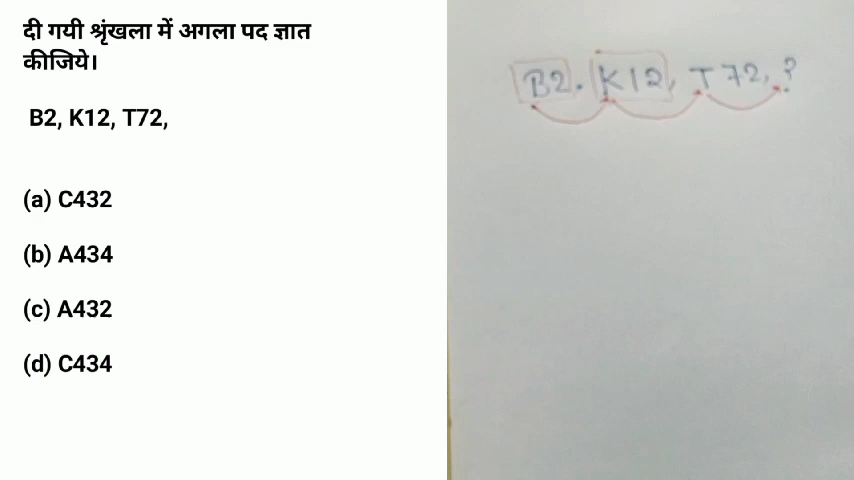 दी गयी श्रृंखला में अगला पद ज्ञात
कीजिये।
B2, K12, T72,
(a) C432
(b) A434
(c) A432
(d) C434
B2, K12, T72, ?